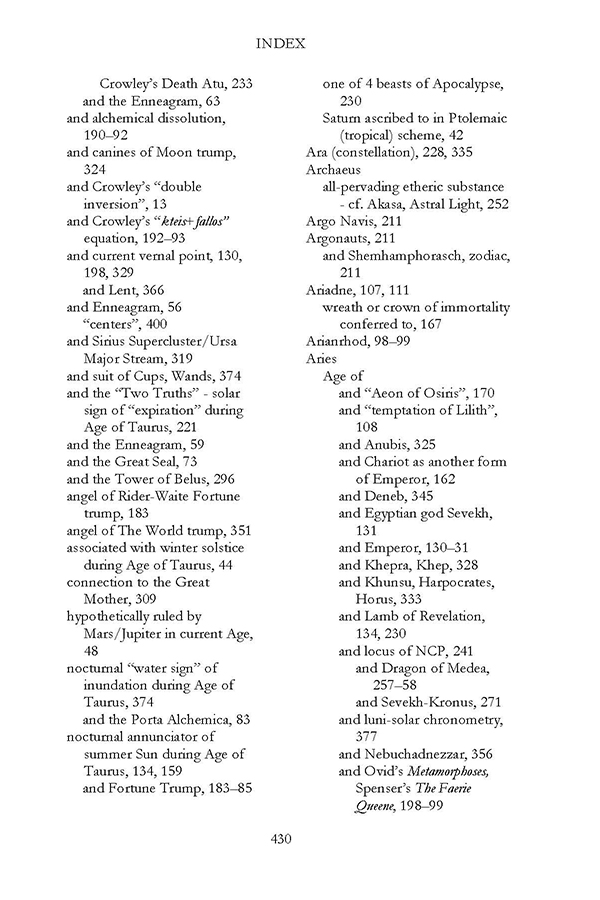 INDEX
Crowley’s Death Atu, 233
and the Enneagram, 63
and alchemical dissolution,
190–92
and canines of Moon trump,
324
and Crowley’s “double
inversion”, 13
and Crowley’s “kteis+fallos”
equation, 192–93
and current vernal point, 130,
198, 329
and Lent, 366
and Enneagram, 56
“centers”, 400
and Sirius Supercluster/Ursa
Major Stream, 319
and suit of Cups, Wands, 374
and the “Two Truths” - solar
sign of “expiration” during
Age of Taurus, 221
and the Enneagram, 59
and the Great Seal, 73
and the Tower of Belus, 296
angel of Rider-Waite Fortune
trump, 183
angel of The World trump, 351
associated with winter solstice
during Age of Taurus, 44
connection to the Great
Mother, 309
hypothetically ruled by
Mars/Jupiter in current Age,
48
nocturnal “water sign” of
inundation during Age of
Taurus, 374
and the Porta Alchemica, 83
nocturnal annunciator of
summer Sun during Age of
Taurus, 134, 159
and Fortune Trump, 183–85
one of 4 beasts of Apocalypse,
230
Saturn ascribed to in Ptolemaic
(tropical) scheme, 42
Ara (constellation), 228, 335
Archaeus
all-pervading etheric substance
- cf. Akasa, Astral Light, 252
Argo Navis, 211
Argonauts, 211
and Shemhamphorasch, zodiac,
211
Ariadne, 107, 111
wreath or crown of immortality
conferred to, 167
Arianrhod, 98–99
Aries
Age of
and “Aeon of Osiris”, 170
and “temptation of Lilith”,
108
and Anubis, 325
and Chariot as another form
of Emperor, 162
and Deneb, 345
and Egyptian god Sevekh,
131
and Emperor, 130–31
and Khepra, Khep, 328
and Khunsu, Harpocrates,
Horus, 333
and Lamb of Revelation,
134, 230
and locus of NCP, 241
and Dragon of Medea,
257–58
and Sevekh-Kronus, 271
and luni-solar chronometry,
377
and Nebuchadnezzar, 356
and Ovid’s Metamorphoses,
Spenser’s The Faerie
Queene, 198–99
430